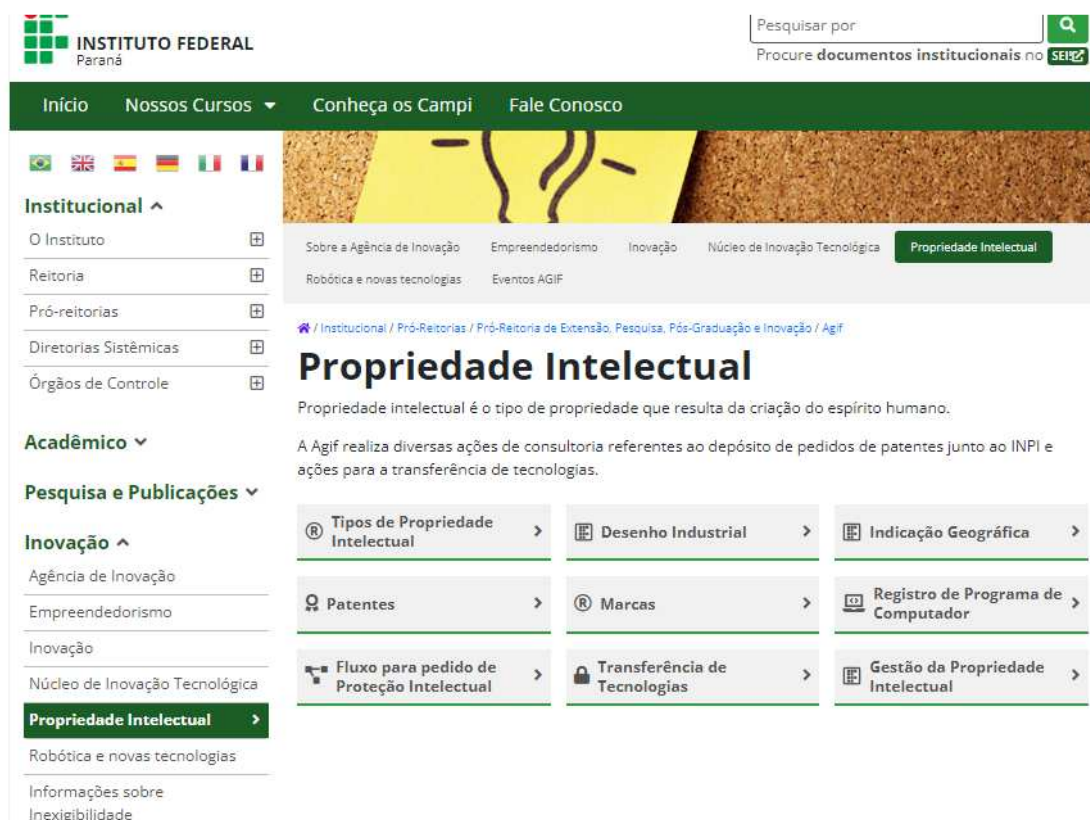 INSTITUTO FEDERAL
Paraná
Pesquisar por
Procure documentos institucionais no SEI!
Início Nossos Cursos Conheça os Campi Fale Conosco
Institucional
O Instituto
Reitoria
Pró-reitorias
Diretorias Sistêmicas
Órgãos de Controle
Acadêmico
Pesquisa e Publicações
Inovação
Agência de Inovação
Empreendedorismo
Inovação
Núcleo de Inovação Tecnológica
Propriedade Intelectual
Robótica e novas tecnologias
Informações sobre
Inexigibilidade
Sobre a Agência de Inovação Empreendedorismo Inovação Núcleo de Inovação Tecnológica Propriedade Intelectual
Robótica e novas tecnologias Eventos AGIF
/ Institucional / Pró-Reitorias / Pró-Reitoria de Extensão, Pesquisa, Pós-Graduação e Inovação / Agif
Propriedade Intelectual
Propriedade intelectual é o tipo de propriedade que resulta da criação do espírito humano.
A Agif realiza diversas ações de consultoria referentes ao depósito de pedidos de patentes junto ao INPI e
ações para a transferência de tecnologias.
Tipos de Propriedade
Intelectual
Desenho Industrial
Indicação Geográfica
Patentes
Marcas
Registro de Programa de
Computador
Fluxo para pedido de
Proteção Intelectual
Transferência de
Tecnologias
Gestão da Propriedade
Intelectual